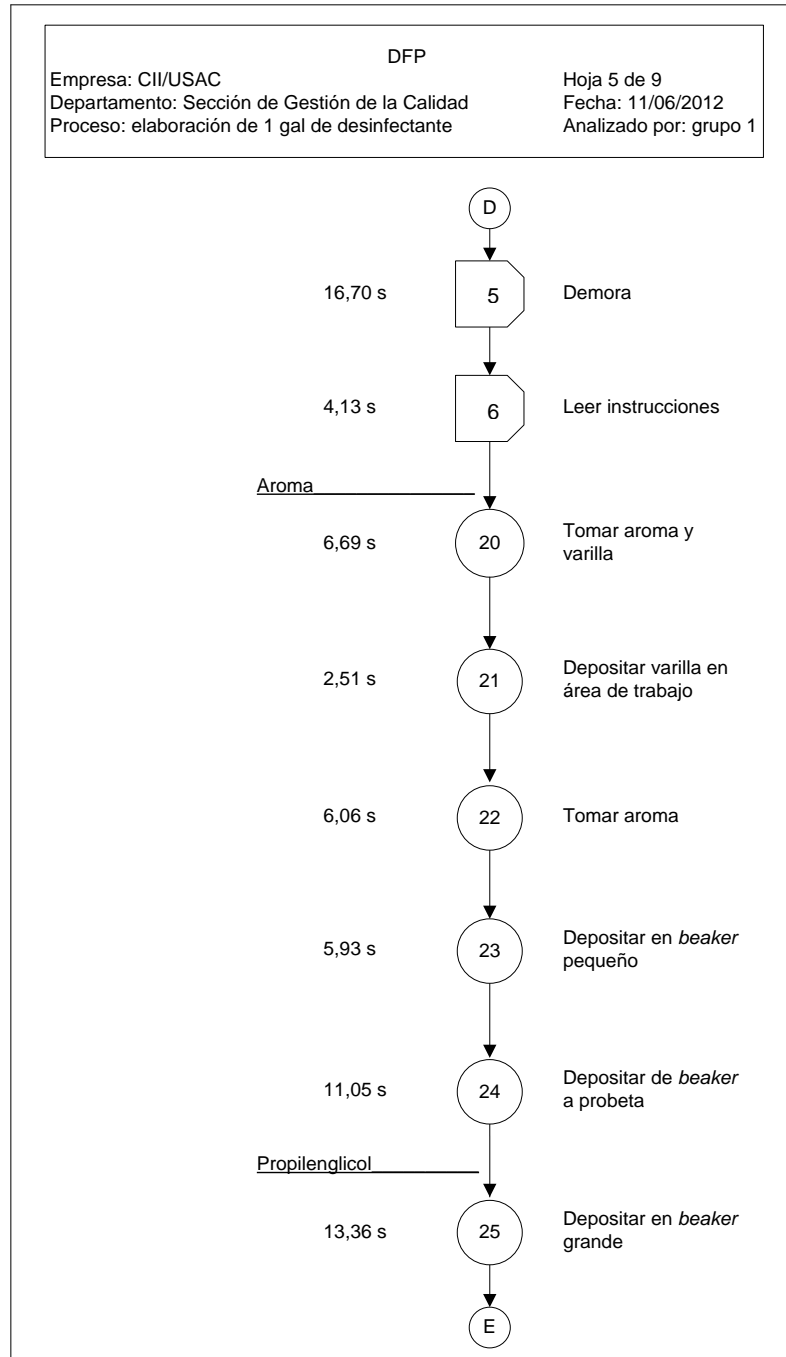 DFP
Empresa: CII/USAC
Hoja 5 de 9
Departamento: Sección de Gestión de la Calidad
Fecha: 11/06/2012
Proceso: elaboración de 1 gal de desinfectante
Analizado por: grupo 1
D
16,70 s
5
Demora
4,13 s
6
Leer instrucciones
Aroma
6,69 s
20
Tomar aroma y
varilla
2,51 s
21
Depositar varilla en
área de trabajo
6,06 s
22
Tomar aroma
5,93 s
23
Depositar en beaker
pequeño
11,05 s
24
Depositar de beaker
a probeta
Propilenglicol
13,36 s
25
Depositar en beaker
grande
E